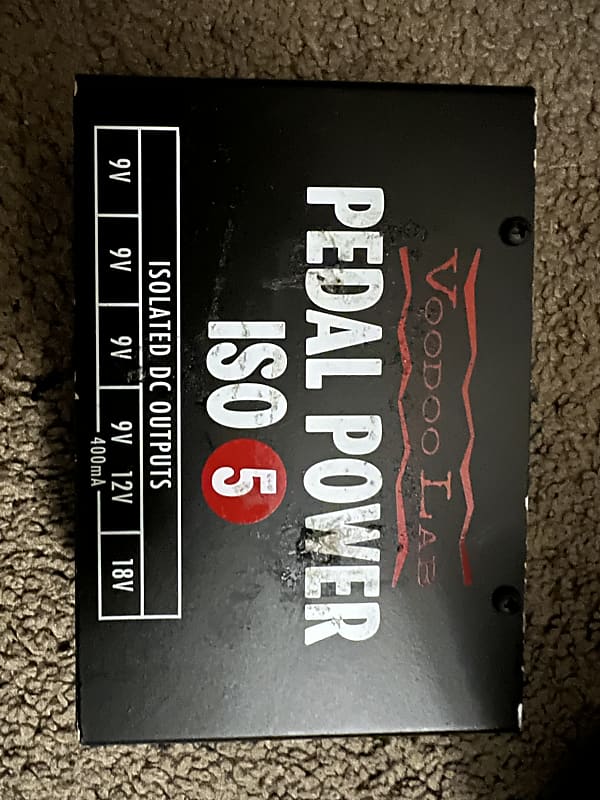 VOODOO LAB
PEDAL POWER
ISO 5
ISOLATED DC OUTPUTS
9V 9V 9V 9V 12V 18V
400mA